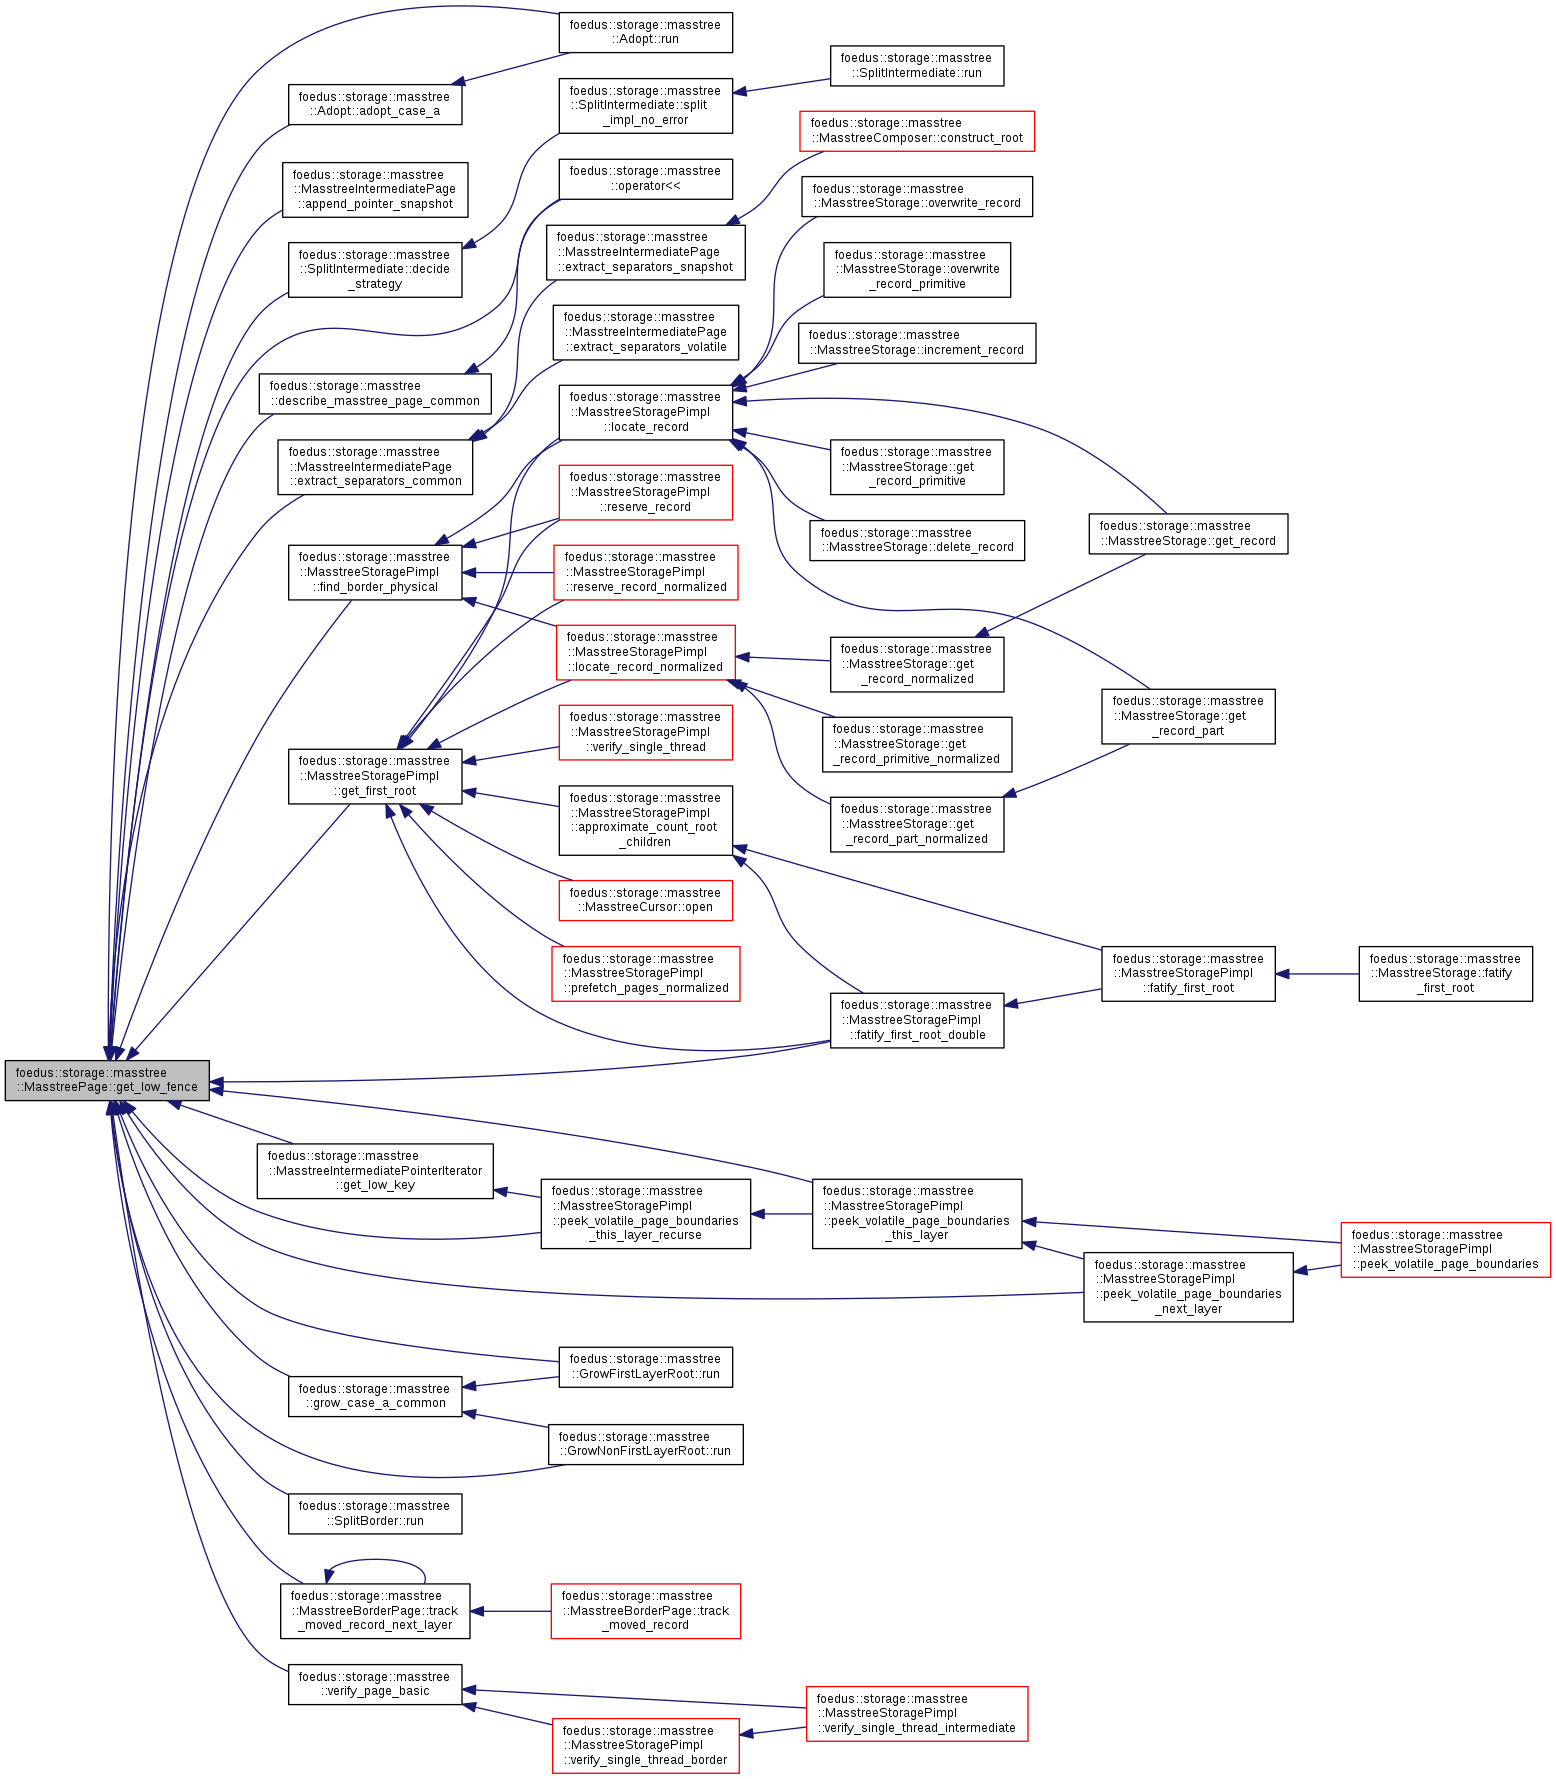 foedus::storage::masstree
::Adopt::run
foedus::storage::masstree
::SplitIntermediate::run
foedus::storage::masstree
::Adopt::adopt_case_a
foedus::storage::masstree
::SplitIntermediate::split
_impl_no_error
foedus::storage::masstree
::MasstreeComposer::construct_root
foedus::storage::masstree
::MasstreeIntermediatePage
::append_pointer_snapshot
foedus::storage::masstree
::operator<<
foedus::storage::masstree
::MasstreeStorage::overwrite_record
foedus::storage::masstree
::SplitIntermediate::decide
_strategy
foedus::storage::masstree
::MasstreeIntermediatePage
::extract_separators_snapshot
foedus::storage::masstree
::MasstreeStorage::overwrite
_record_primitive
foedus::storage::masstree
::MasstreeIntermediatePage
::extract_separators_volatile
foedus::storage::masstree
::MasstreeStorage::increment_record
foedus::storage::masstree
::describe_masstree_page_common
foedus::storage::masstree
::MasstreeStoragePimpl
::locate_record
foedus::storage::masstree
::MasstreeIntermediatePage
::extract_separators_common
foedus::storage::masstree
::MasstreeStorage::get
_record_primitive
foedus::storage::masstree
::MasstreeStoragePimpl
::reserve_record
foedus::storage::masstree
::MasstreeStorage::delete_record
foedus::storage::masstree
::MasstreeStorage::get_record
foedus::storage::masstree
::MasstreeStoragePimpl
::find_border_physical
foedus::storage::masstree
::MasstreeStoragePimpl
::reserve_record_normalized
foedus::storage::masstree
::MasstreeStoragePimpl
::locate_record_normalized
foedus::storage::masstree
::MasstreeStorage::get
_record_normalized
foedus::storage::masstree
::MasstreeStorage::get
_record_part
foedus::storage::masstree
::MasstreeStoragePimpl
::verify_single_thread
foedus::storage::masstree
::MasstreeStorage::get
_record_primitive_normalized
foedus::storage::masstree
::MasstreeStoragePimpl
::get_first_root
foedus::storage::masstree
::MasstreeStoragePimpl
::approximate_count_root
_children
foedus::storage::masstree
::MasstreeStorage::get
_record_part_normalized
foedus::storage::masstree
::MasstreeCursor::open
foedus::storage::masstree
::MasstreeStoragePimpl
::prefetch_pages_normalized
foedus::storage::masstree
::MasstreeStoragePimpl
::fatify_first_root
foedus::storage::masstree
::MasstreeStorage::fatify
_first_root
foedus::storage::masstree
::MasstreeStoragePimpl
::fatify_first_root_double
foedus::storage::masstree
::MasstreePage::get_low_fence
foedus::storage::masstree
::MasstreeIntermediatePointerIterator
::get_low_key
foedus::storage::masstree
::MasstreeStoragePimpl
::peek_volatile_page_boundaries
_this_layer_recurse
foedus::storage::masstree
::MasstreeStoragePimpl
::peek_volatile_page_boundaries
_this_layer
foedus::storage::masstree
::MasstreeStoragePimpl
::peek_volatile_page_boundaries
foedus::storage::masstree
::MasstreeStoragePimpl
::peek_volatile_page_boundaries
_next_layer
foedus::storage::masstree
::GrowFirstLayerRoot::run
foedus::storage::masstree
::grow_case_a_common
foedus::storage::masstree
::GrowNonFirstLayerRoot::run
foedus::storage::masstree
::SplitBorder::run
foedus::storage::masstree
::MasstreeBorderPage::track
_moved_record_next_layer
foedus::storage::masstree
::MasstreeBorderPage::track
_moved_record
foedus::storage::masstree
::verify_page_basic
foedus::storage::masstree
::MasstreeStoragePimpl
::verify_single_thread_intermediate
foedus::storage::masstree
::MasstreeStoragePimpl
::verify_single_thread_border